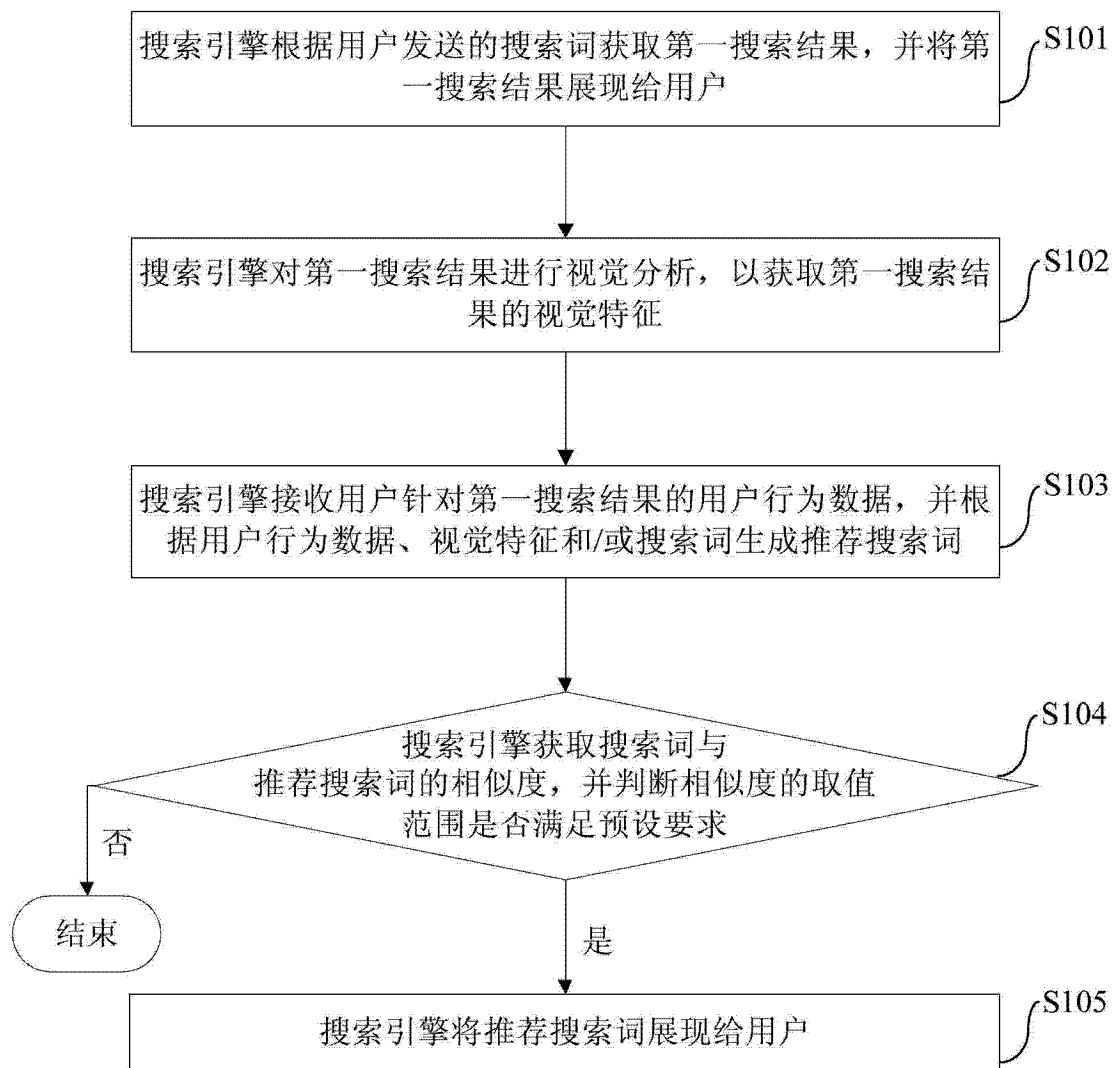 搜索引擎根据用户发送的搜索词获取第一搜索结果，并将第
一搜索结果展现给用户
S101
搜索引擎对第一搜索结果进行视觉分析，以获取第一搜索结
果的视觉特征
S102
搜索引擎接收用户针对第一搜索结果的用户行为数据，并根
据用户行为数据、视觉特征和/或搜索词生成推荐搜索词
S103
搜索引擎获取搜索词与
推荐搜索词的相似度，并判断相似度的取值
范围是否满足预设要求
S104
否
结束
是
搜索引擎将推荐搜索词展现给用户
S105